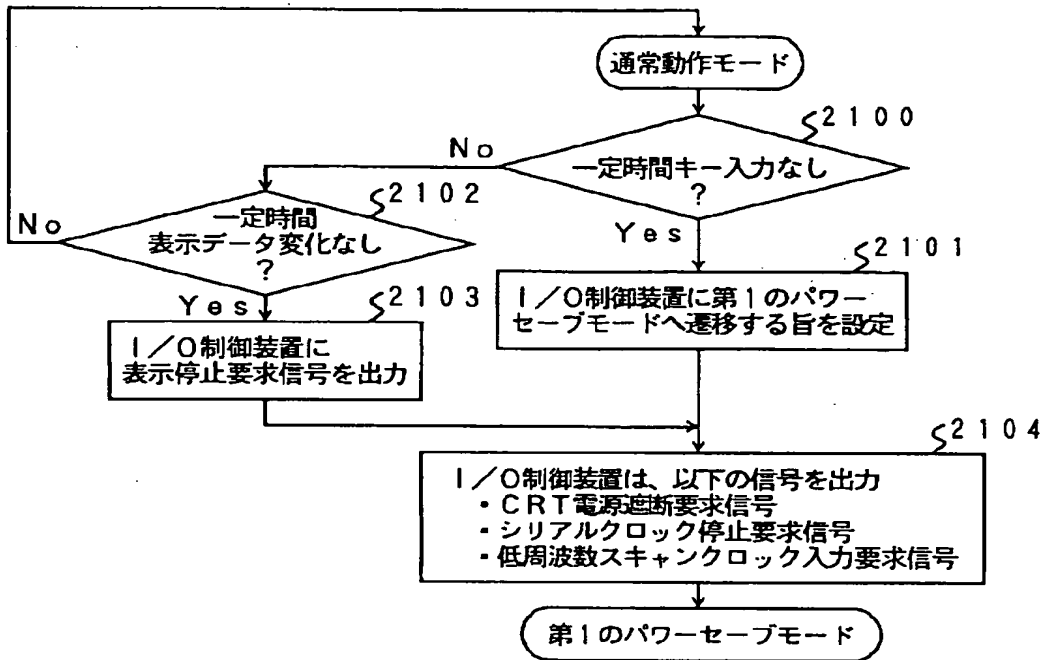 通常動作モード
2100
No
一定時間キー入力なし
?
2102
No
一定時間
表示データ変化なし
?
Yes
2101
Yes
2103
I/O制御装置に第1のパワー
セーブモードへ遷移する旨を設定
I/O制御装置に
表示停止要求信号を出力
2104
I/O制御装置は、以下の信号を出力
・CRT電源遮断要求信号
・シリアルクロック停止要求信号
・低周波数スキャンクロック入力要求信号
第1のパワーセーブモード